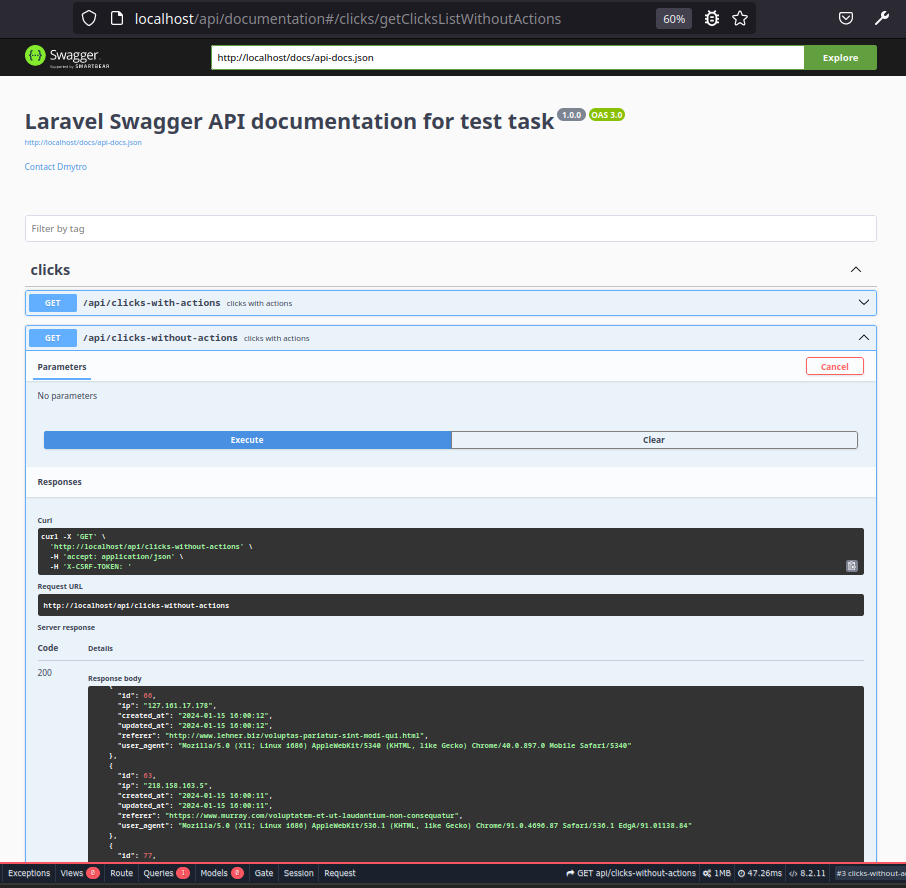 localhost/api/documentation#/clicks/getClicksListWithoutActions
60%
Swagger.
Supported by SMARTBEAR
http://localhost/docs/api-docs.json
Explore
Laravel Swagger API documentation for test task 1.0.0 OAS 3.0
http://localhost/docs/api-docs.json
Contact Dmytro
Filter by tag
clicks
GET /api/clicks-with-actions clicks with actions
GET /api/clicks-without-actions clicks with actions
Parameters
Cancel
No parameters
Execute
Clear
Responses
Curl
curl -X 'GET' \
'http://localhost/api/clicks-without-actions' \
-H 'accept: application/json' \
-H 'X-CSRF-TOKEN: '
Request URL
http://localhost/api/clicks-without-actions
Server response
Code Details
200
Response body
{
"id": 66,
"ip": "127.161.17.178",
"created_at": "2024-01-15 16:00:12",
"updated_at": "2024-01-15 16:00:12",
"referer": "http://www.lehner.biz/voluptas-pariatur-sint-modi-qui.html",
"user_agent": "Mozilla/5.0 (X11; Linux i686) AppleWebKit/5340 (KHTML, like Gecko) Chrome/40.0.897.0 Mobile Safari/5340"
},
{
"id": 63,
"ip": "218.158.163.5",
"created_at": "2024-01-15 16:00:11",
"updated_at": "2024-01-15 16:00:11",
"referer": "https://www.murray.com/voluptatem-et-ut-laudantium-non-consequatur",
"user_agent": "Mozilla/5.0 (X11; Linux i686) AppleWebKit/536.1 (KHTML, like Gecko) Chrome/91.0.4696.87 Safari/536.1 EdgA/91.01138.84"
},
{
"id": 77,
Exceptions Views Route Queries 1 Models Gate Session Request GET api/clicks-without-actions 1MB 47.26ms 8.2.11 #3 clicks-without-a